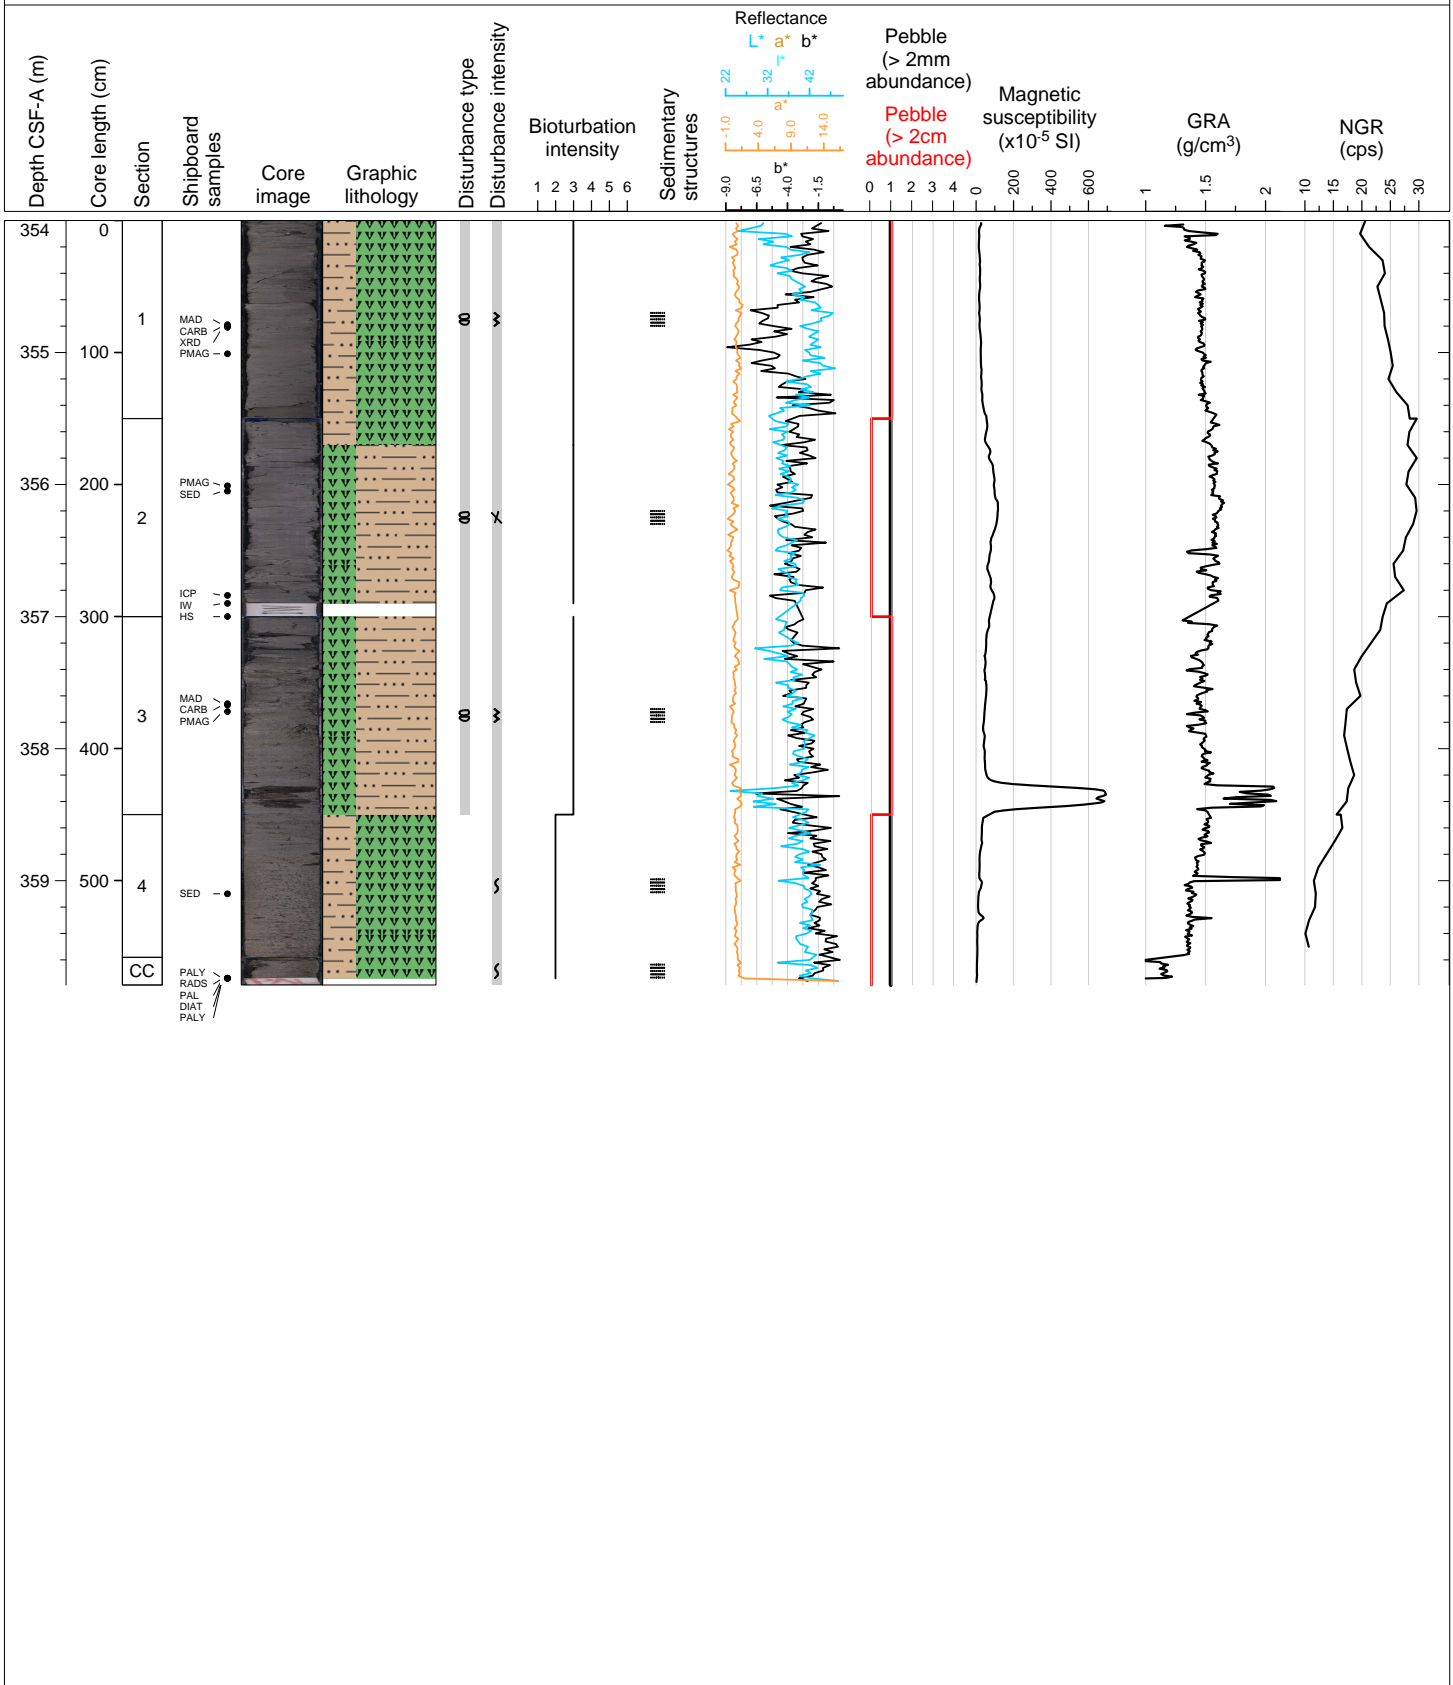 Depth CSF-A (m)
Core length (cm)
Section
Shipboard
samples
Core
image
Graphic
lithology
Disturbance type
Disturbance intensity
Bioturbation
intensity
1 2 3 4 5 6
Sedimentary
structures
Reflectance
L* a* b*
L*
22 32 42
a*
-1.0 4.0 9.0 14.0
b*
-9.0 -6.5 -4.0 -1.5
Pebble
(> 2mm
abundance)
Pebble
(> 2cm
abundance)
0 1 2 3 4
Magnetic
susceptibility
(x10-5 SI)
0 200 400 600
GRA
(g/cm3)
1 1.5 2
NGR
(cps)
10 15 20 25 30
354 0
1
MAD
CARB
XRD
PMAG
355 100
PMAG
SED
356 200
2
ICP
IW
HS
357 300
MAD
CARB
PMAG
3
358 400
359 500
4
SED
CC
PALY
RADS
PAL
DIAT
PALY